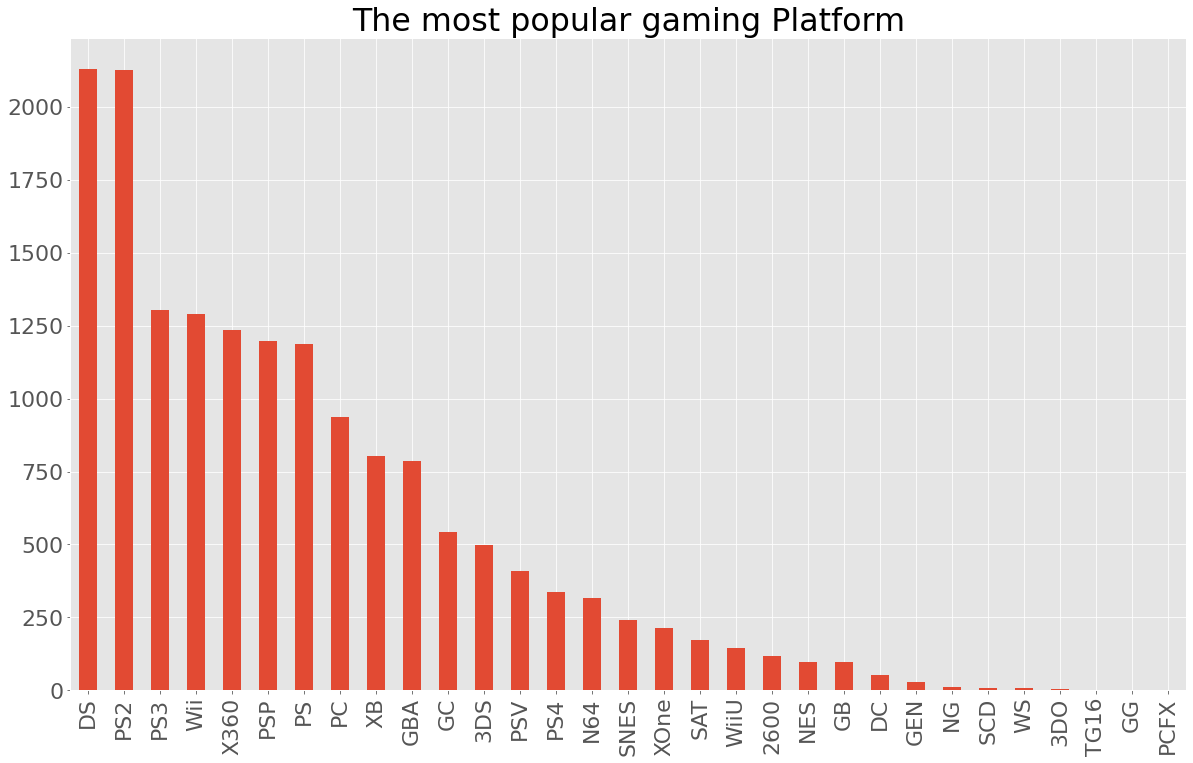 The most popular gaming Platform
2000
1750
1500
1250
1000
750
500
250
0
DS
PS2
PS3
Wii
X360
PSP
PS
PC
XB
GBA
GC
3DS
PSV
PS4
N64
SNES
XOne
SAT
WiiU
2600
NES
GB
DC
GEN
NG
SCD
WS
3DO
TG16
GG
PCFX